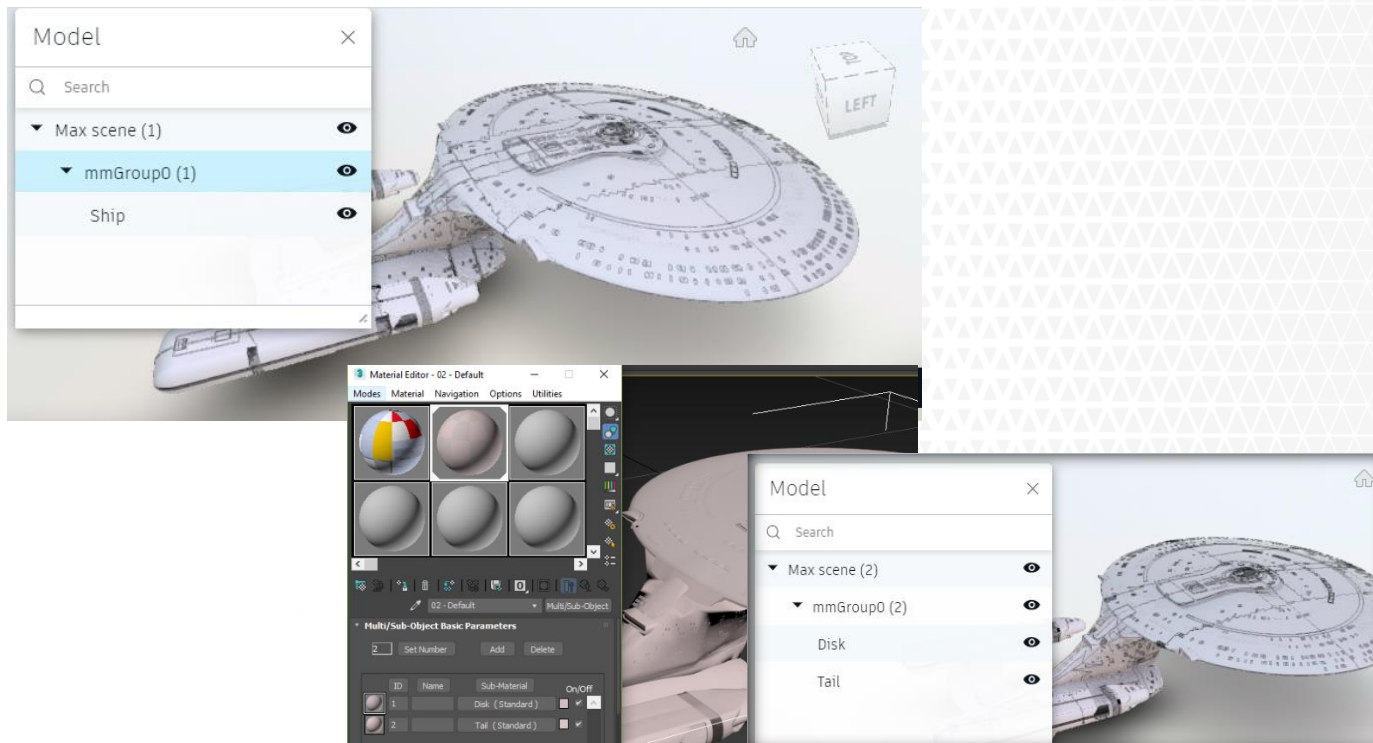 Model
Search
Max scene (1)
mmGroup0 (1)
Ship
LEFT
Material Editor - 02 - Default
Modes Material Navigation Options Utilities
02 - Default Multi/Sub-Object
Multi/Sub-Object Basic Parameters
2 Set Number Add Delete
ID Name Sub-Material On/Off
1 Disk ( Standard )
2 Tail ( Standard )
Model
Search
Max scene (2)
mmGroup0 (2)
Disk
Tail